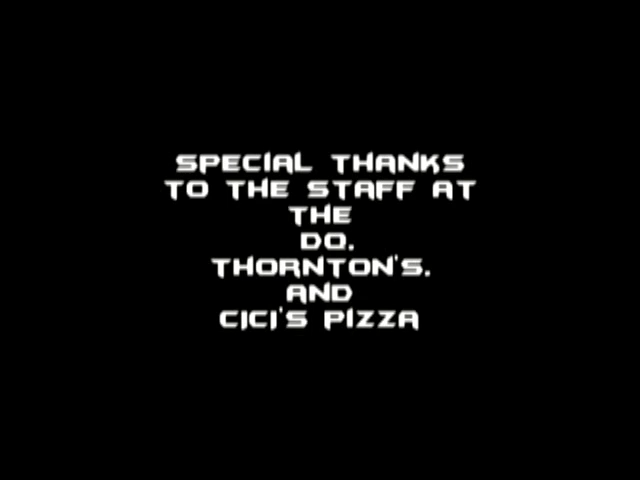 SPECIAL THANKS
TO THE STAFF AT
THE
DQ.
THORNTON'S.
AND
CICI'S PIZZA